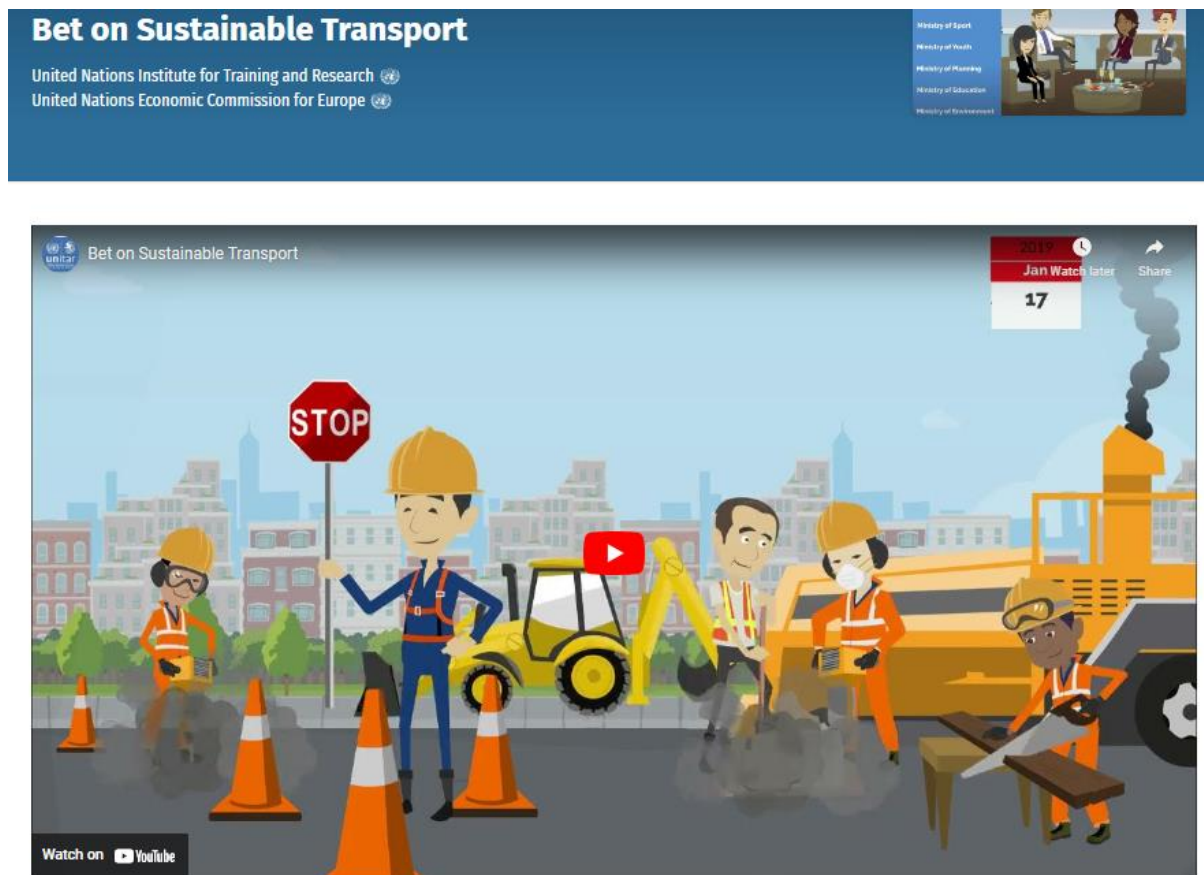 Bet on Sustainable Transport
United Nations Institute for Training and Research
United Nations Economic Commission for Europe
Ministry of Sport
Ministry of Youth
Ministry of Planning
Ministry of Education
Ministry of Environment
unitar
Bet on Sustainable Transport
2019
Jan
17
Watch later
Share
STOP
Watch on YouTube